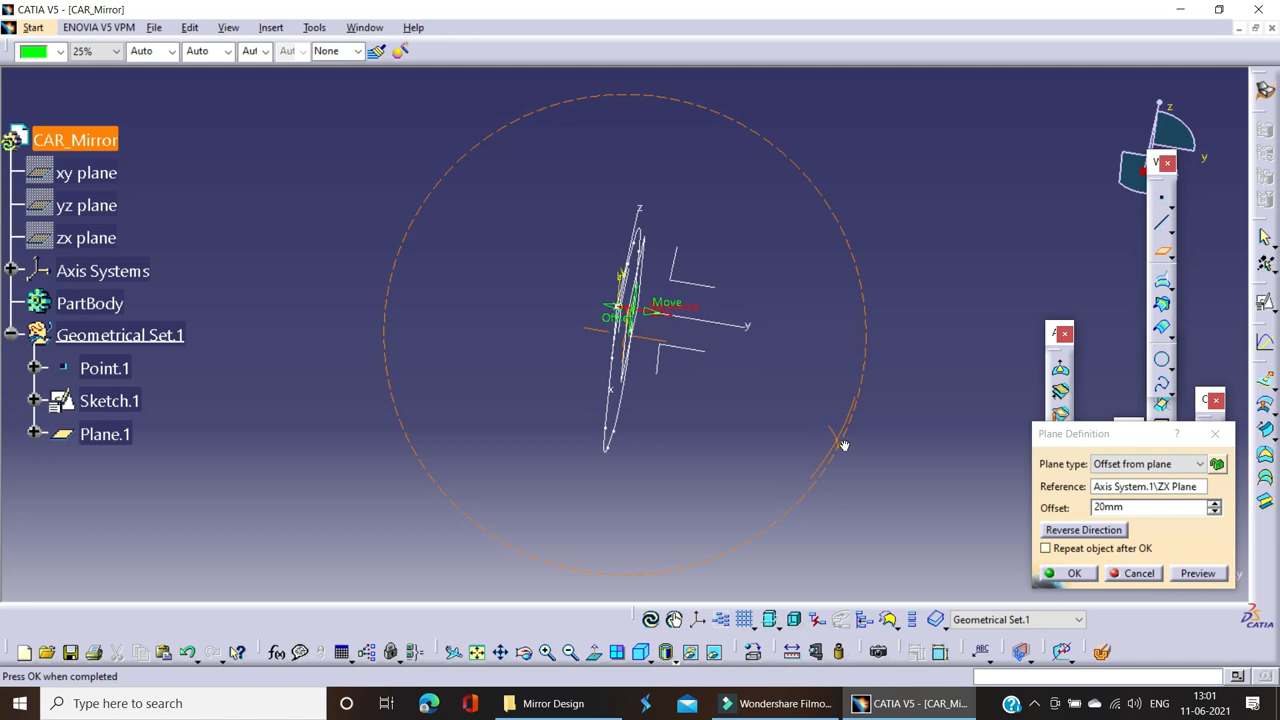 CATIA V5 - [CAR_Mirror]
Start ENOVIA V5 VPM File Edit View Insert Tools Window Help
25% Auto Auto Aut Aut None
CAR_Mirror
xy plane
yz plane
zx plane
Axis Systems
PartBody
Geometrical Set.1
Point.1
Sketch.1
Plane.1
z
Move
y
x
z
y
Plane Definition
Plane type: Offset from plane
Reference: Axis System.1\ZX Plane
Offset: 20mm
Reverse Direction
Repeat object after OK
OK Cancel Preview
y
Geometrical Set.1
CATIA
Press OK when completed
Type here to search
Mirror Design
Wondershare Filmo...
CATIA V5 - [CAR_Mi...
ENG
13:01
11-06-2021